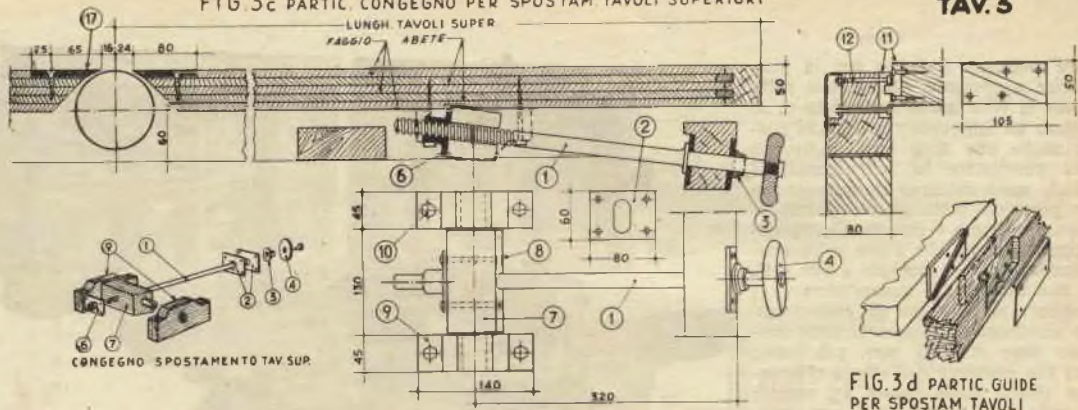 FIG. 3c PARTIC. CONGEGNO PER SPOSTAM. TAVOLI SUPERIORI
TAV. 5
LUNGH. TAVOLI SUPER
FAGGIO ABETE
17
25 65 16 24 80
60
50
6
1
3
2
60
80
12 11
50
105
80
45
10
130
8
7
1
4
9
45
140
320
9 1 2 3 4
6 7
CONGEGNO SPOSTAMENTO TAV. SUP.
FIG. 3d PARTIC. GUIDE
PER SPOSTAM. TAVOLI